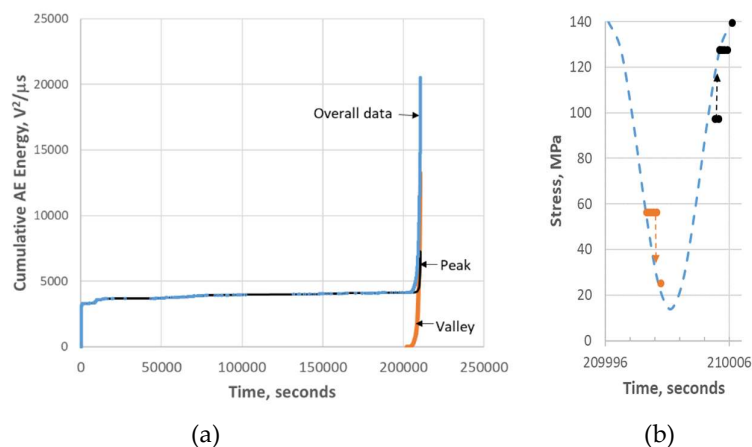 25000
20000
15000
10000
5000
0
Cumulative AE Energy, V²/μs
Overall data
Peak
Valley
0 50000 100000 150000 200000 250000
Time, seconds
(a)
140
120
100
80
60
40
20
0
Stress, MPa
209996 210006
Time, seconds
(b)